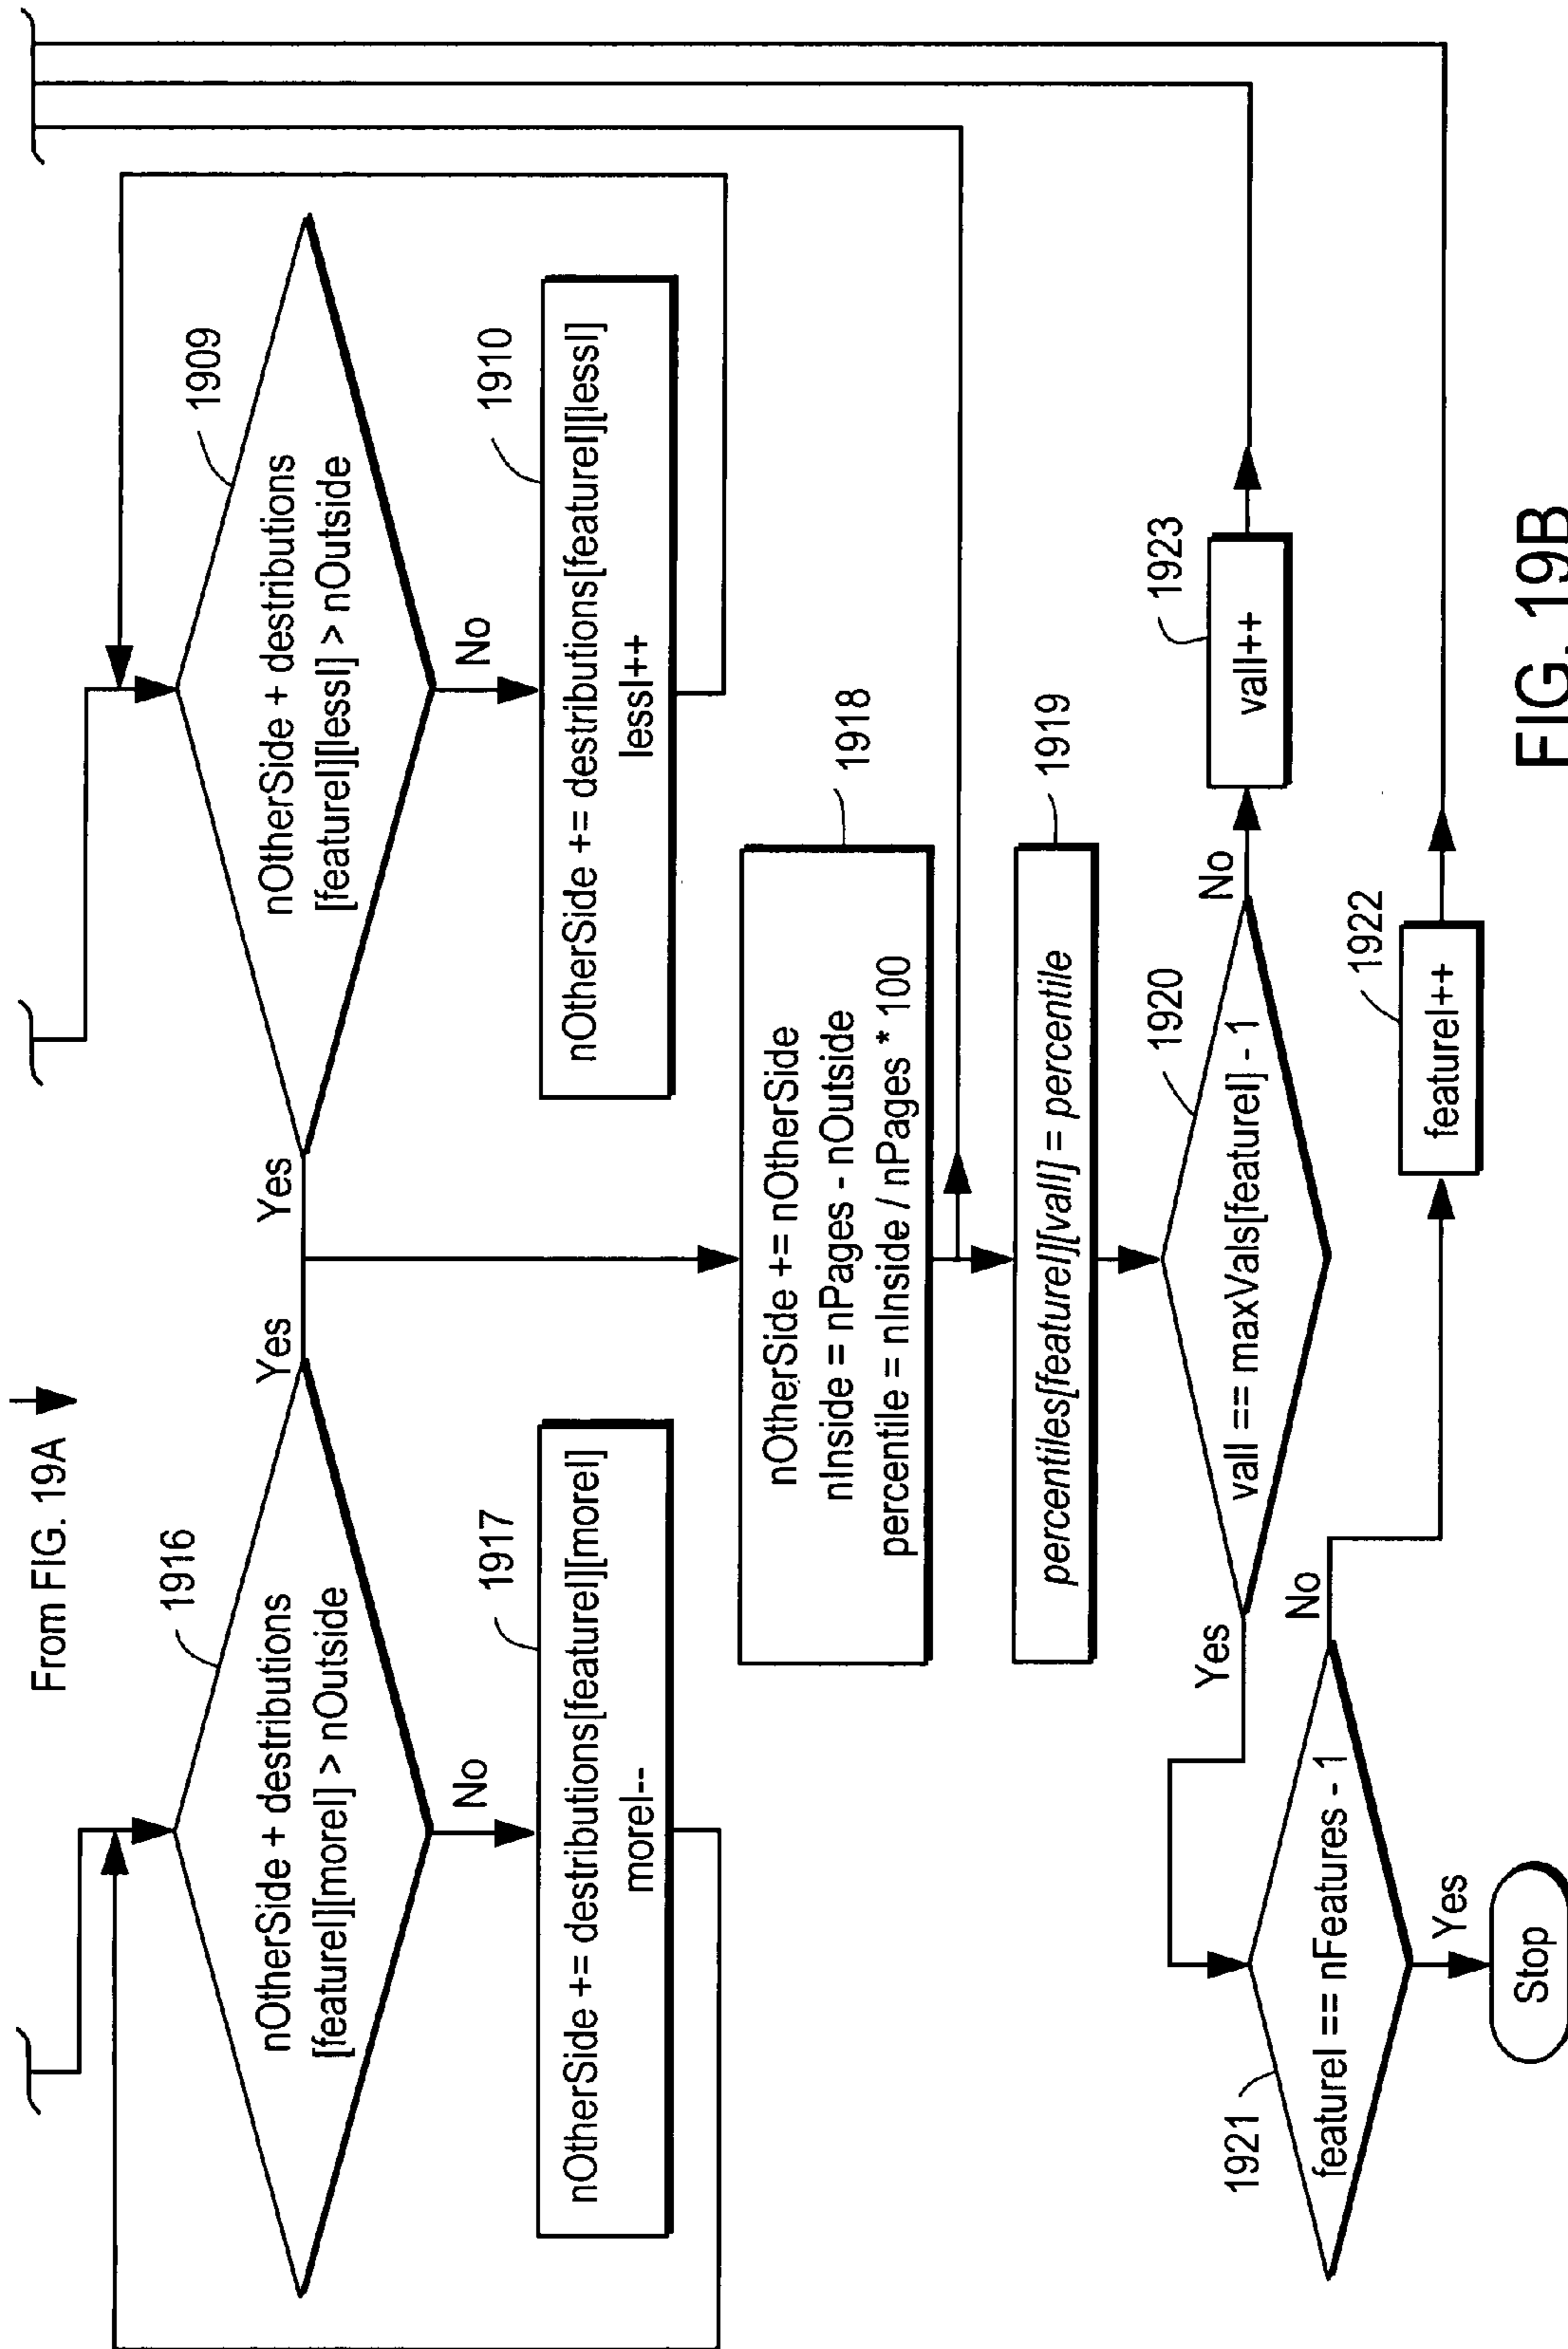 From FIG. 19A
1916
nOtherSide + destributions
[featureI][moreI] > nOutside
Yes
No
1917
nOtherSide += destributions[featureI][moreI]
moreI--
1909
nOtherSide + destributions
[featureI][lessI] > nOutside
Yes
No
1910
nOtherSide += destributions[featureI][lessI]
lessI++
1918
nOtherSide += nOtherSide
nInside = nPages - nOutside
percentile = nInside / nPages * 100
1919
percentiles[featureI][valI] = percentile
1920
valI == maxVals[featureI] - 1
Yes
No
1923
valI++
1921
featureI == nFeatures - 1
No
Yes
1922
featureI++
Stop
FIG. 19B